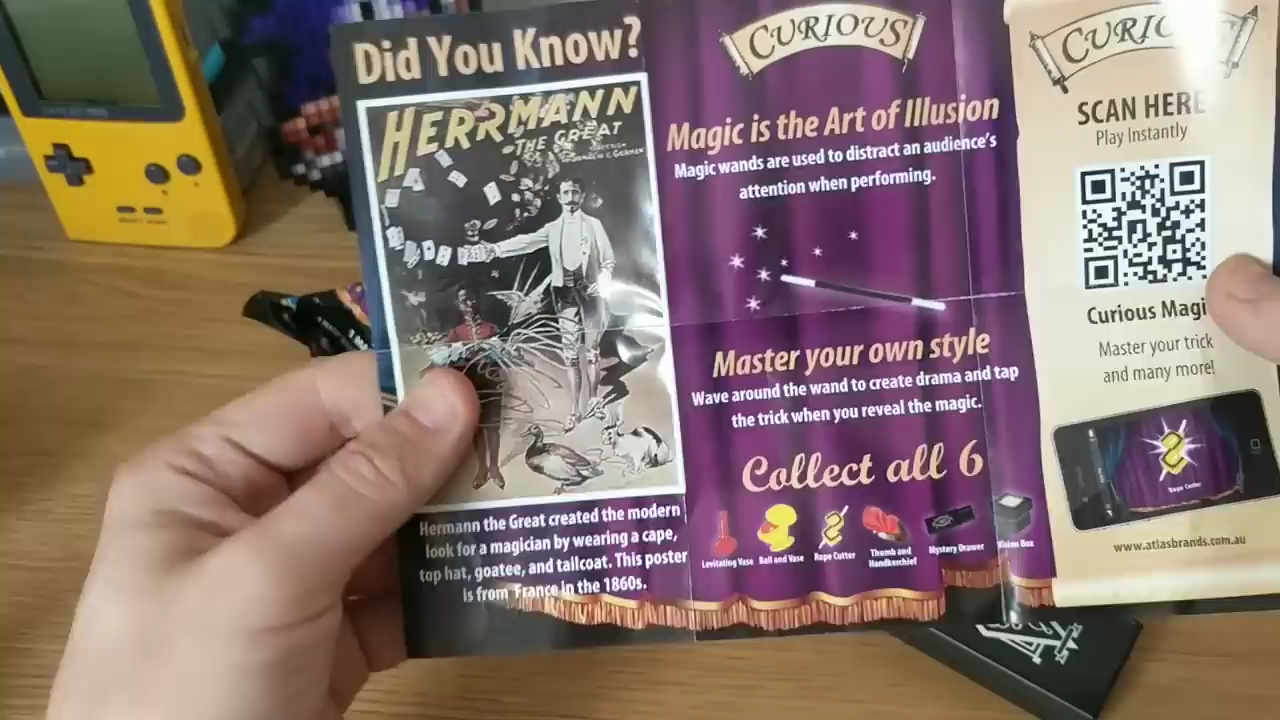 Did You Know?
HERRMANN
THE GREAT
Hermann the Great created the modern
look for a magician by wearing a cape,
top hat, goatee, and tailcoat. This poster
is from France in the 1860s.
CURIOUS
Magic is the Art of Illusion
Magic wands are used to distract an audience's
attention when performing.
Master your own style
Wave around the wand to create drama and tap
the trick when you reveal the magic.
Collect all 6
Levitating Vase
Ball and Vase
Rope Cutter
Thumb and
Handkerchief
Mystery Drawer
Vision Box
SCAN HERE
Play Instantly
Curious Magi
Master your trick
and many more!
Rope Cutter
www.atlasbrands.com.au